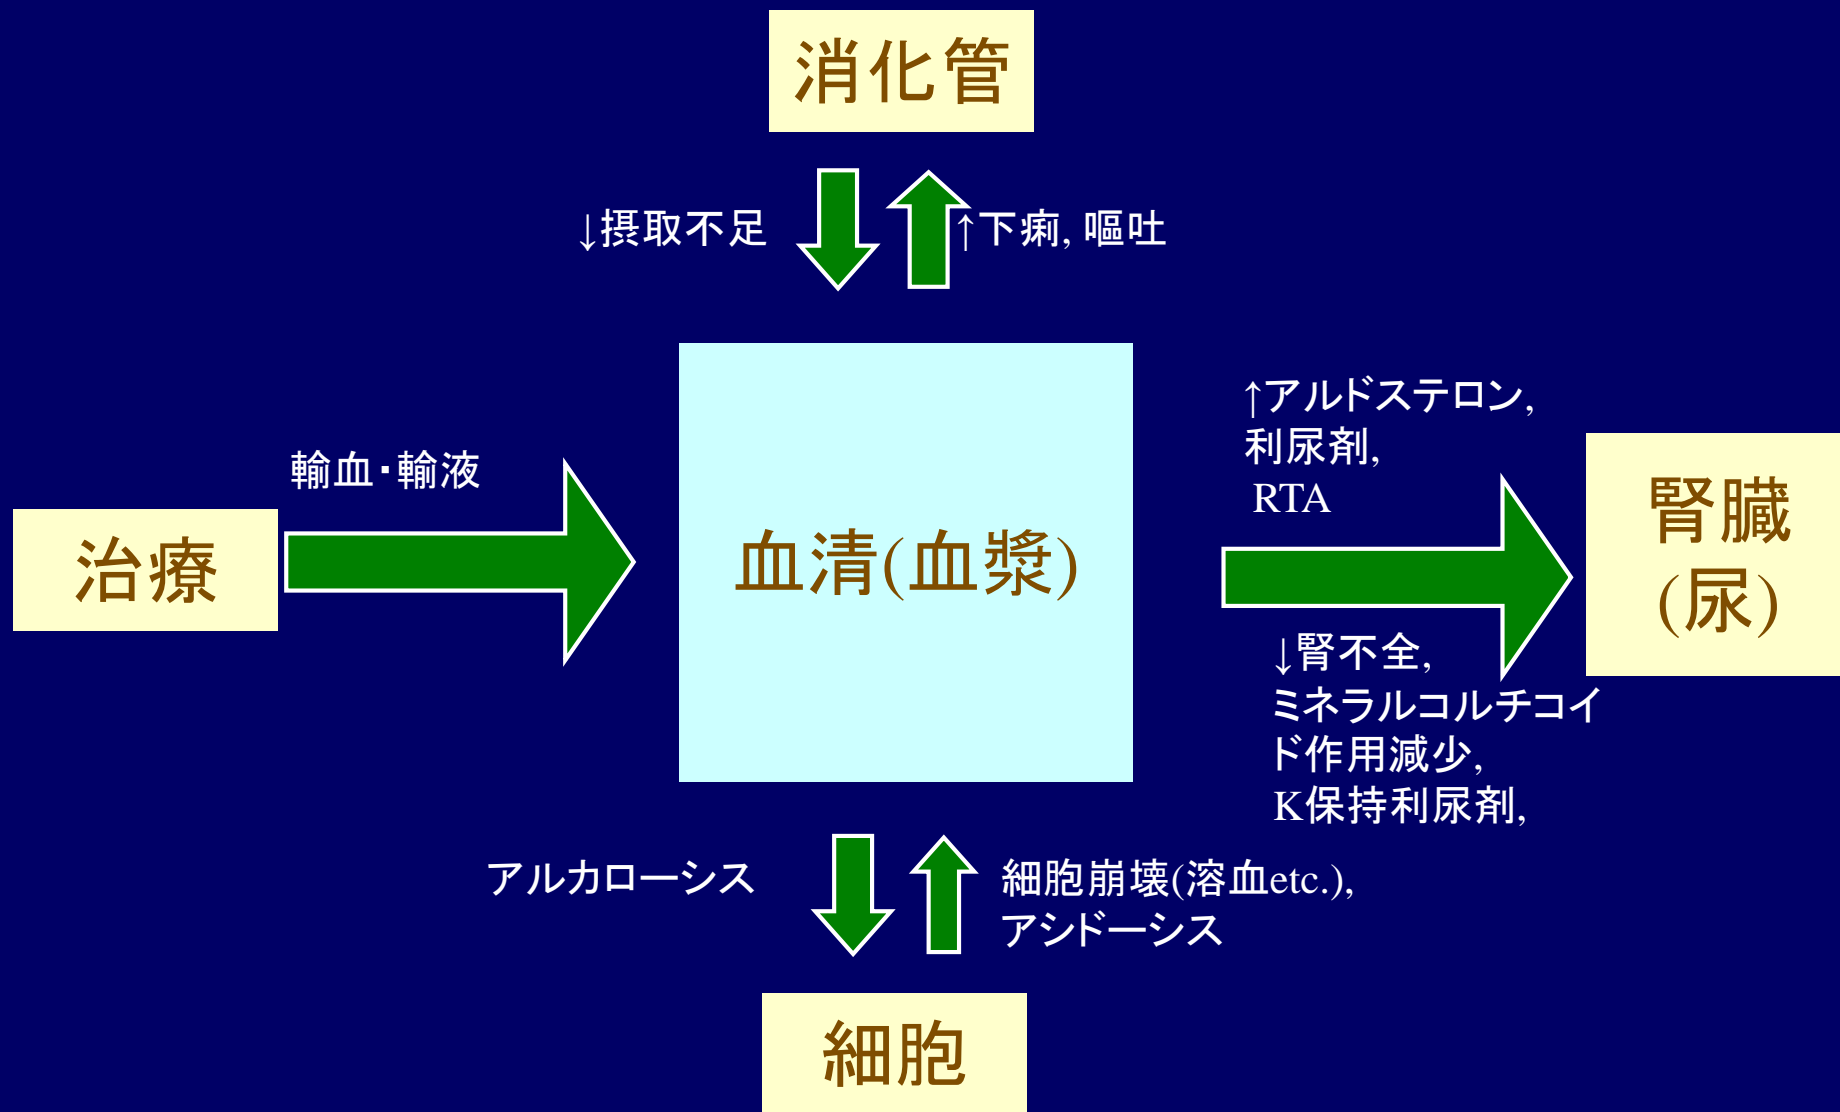 消化管
↓摂取不足
↑下痢, 嘔吐
↑アルドステロン,
利尿剤,
RTA
輸血・輸液
治療
血清(血漿)
腎臓
(尿)
↓腎不全,
ミネラルコルチコイ
ド作用減少,
K保持利尿剤,
アルカローシス
細胞崩壊(溶血etc.),
アシドーシス
細胞